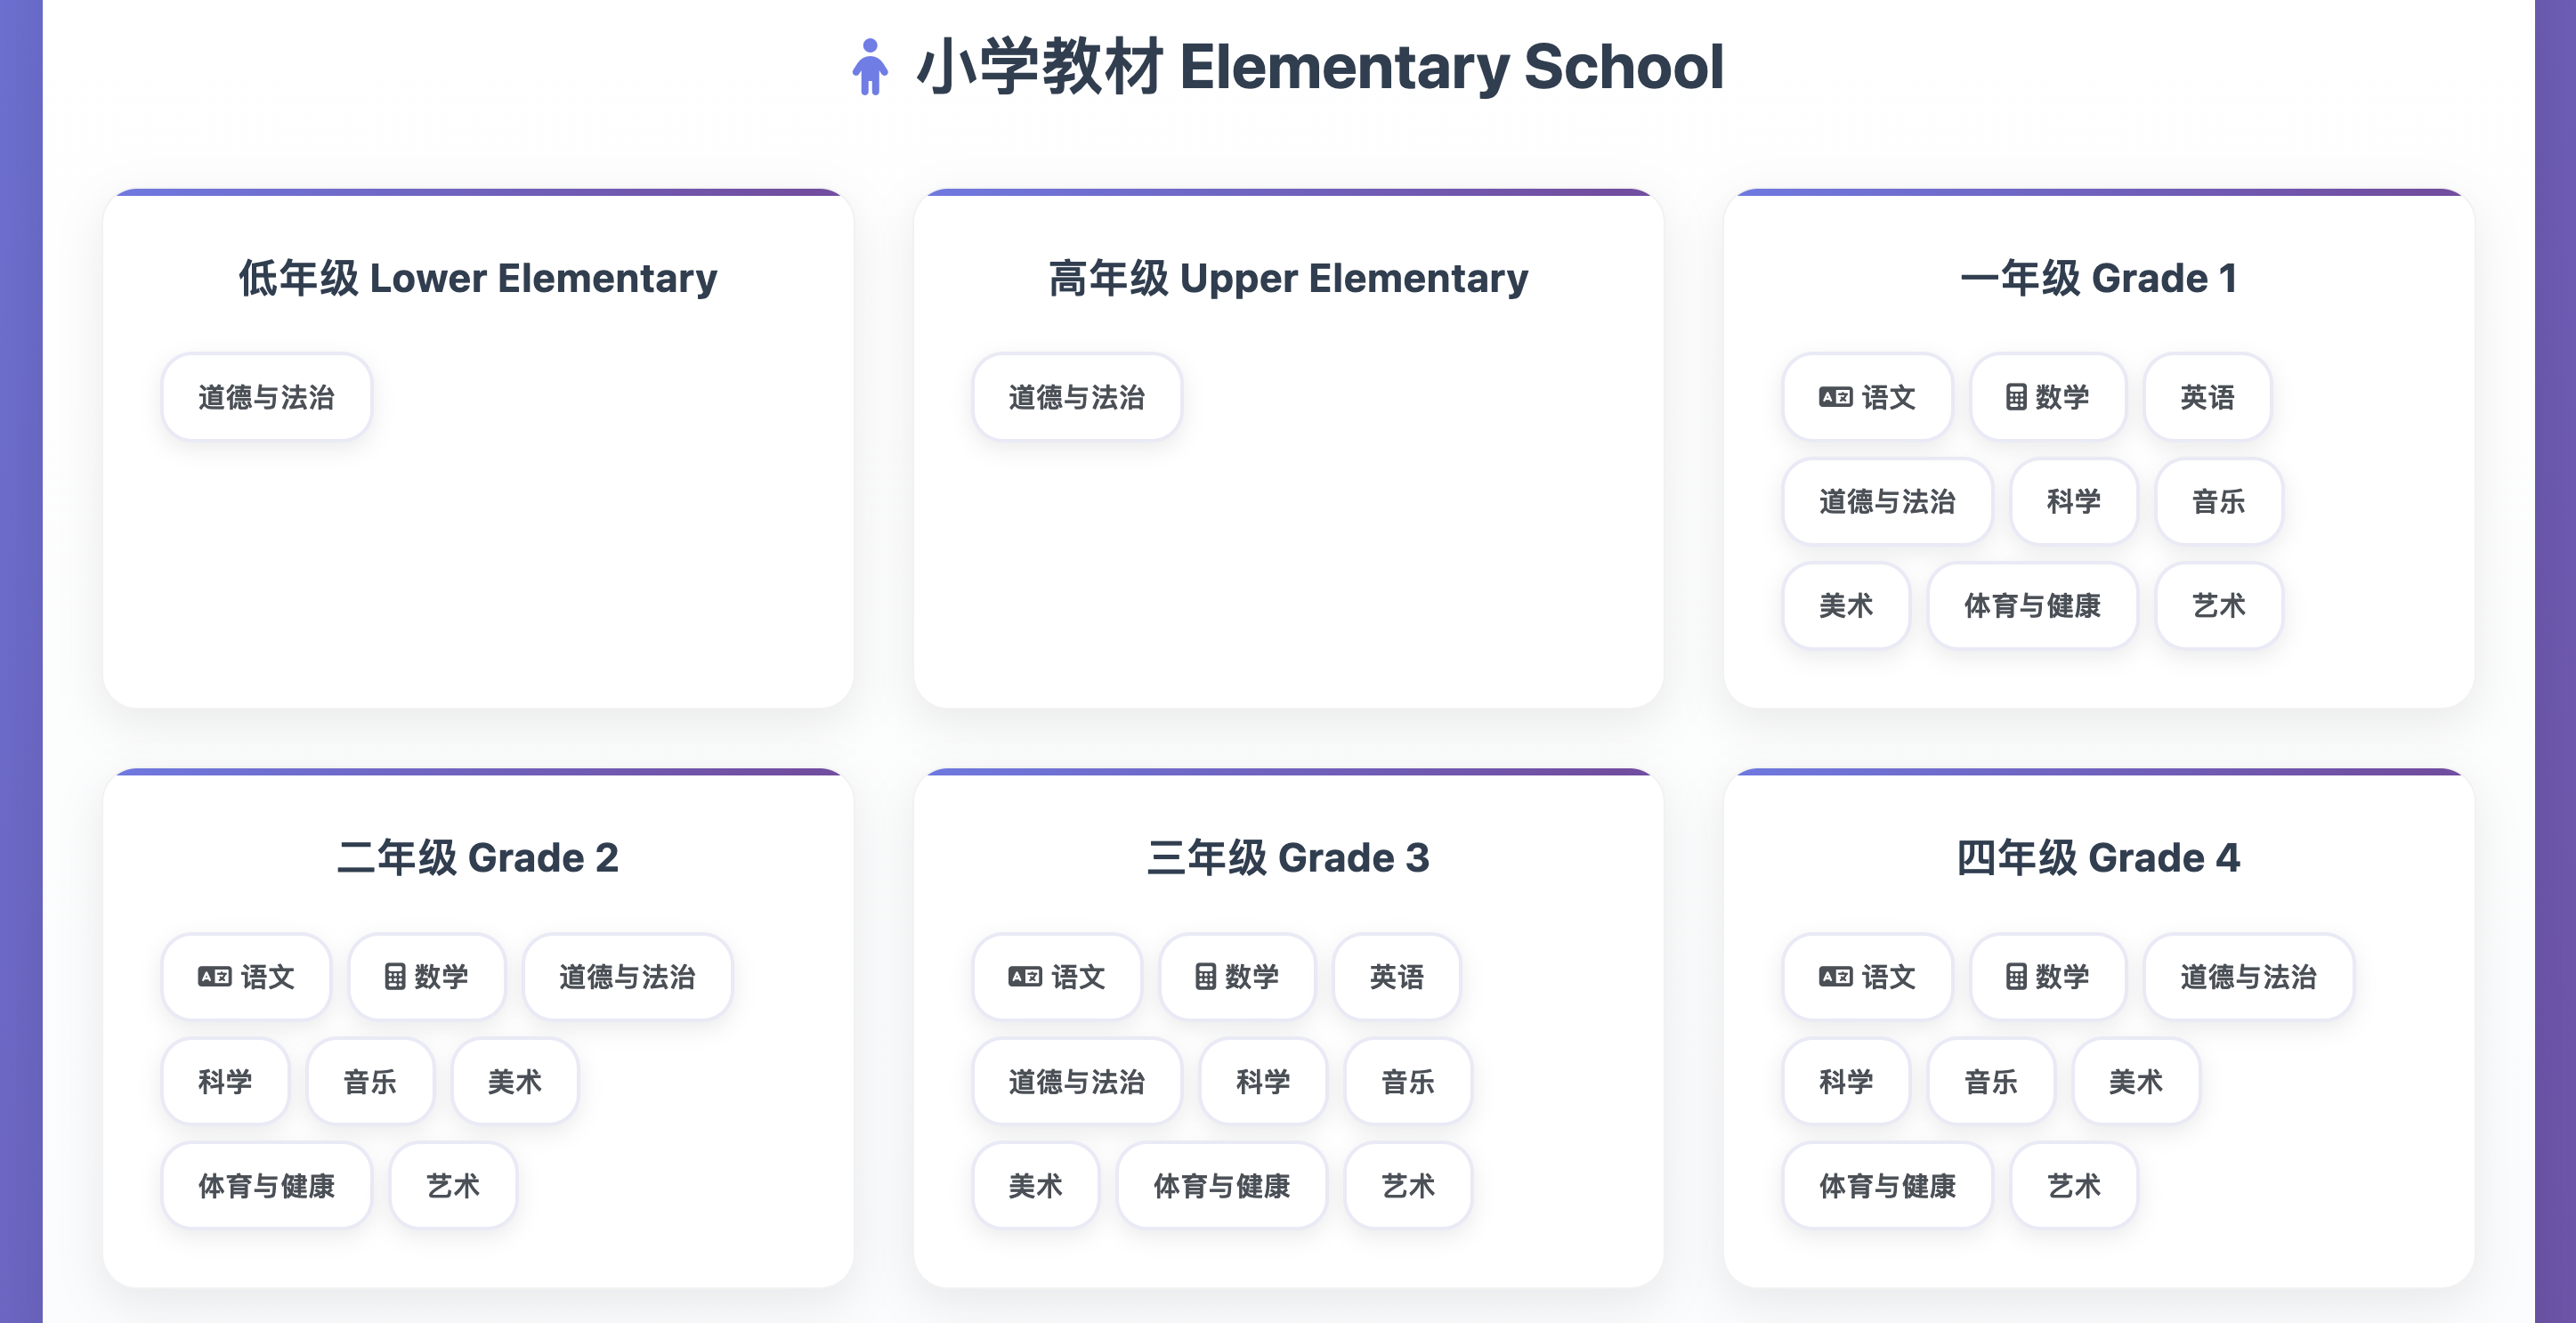 小学教材 Elementary School
低年级 Lower Elementary
道德与法治
高年级 Upper Elementary
道德与法治
一年级 Grade 1
语文 数学 英语
道德与法治 科学 音乐
美术 体育与健康 艺术
二年级 Grade 2
语文 数学 道德与法治
科学 音乐 美术
体育与健康 艺术
三年级 Grade 3
语文 数学 英语
道德与法治 科学 音乐
美术 体育与健康 艺术
四年级 Grade 4
语文 数学 道德与法治
科学 音乐 美术
体育与健康 艺术